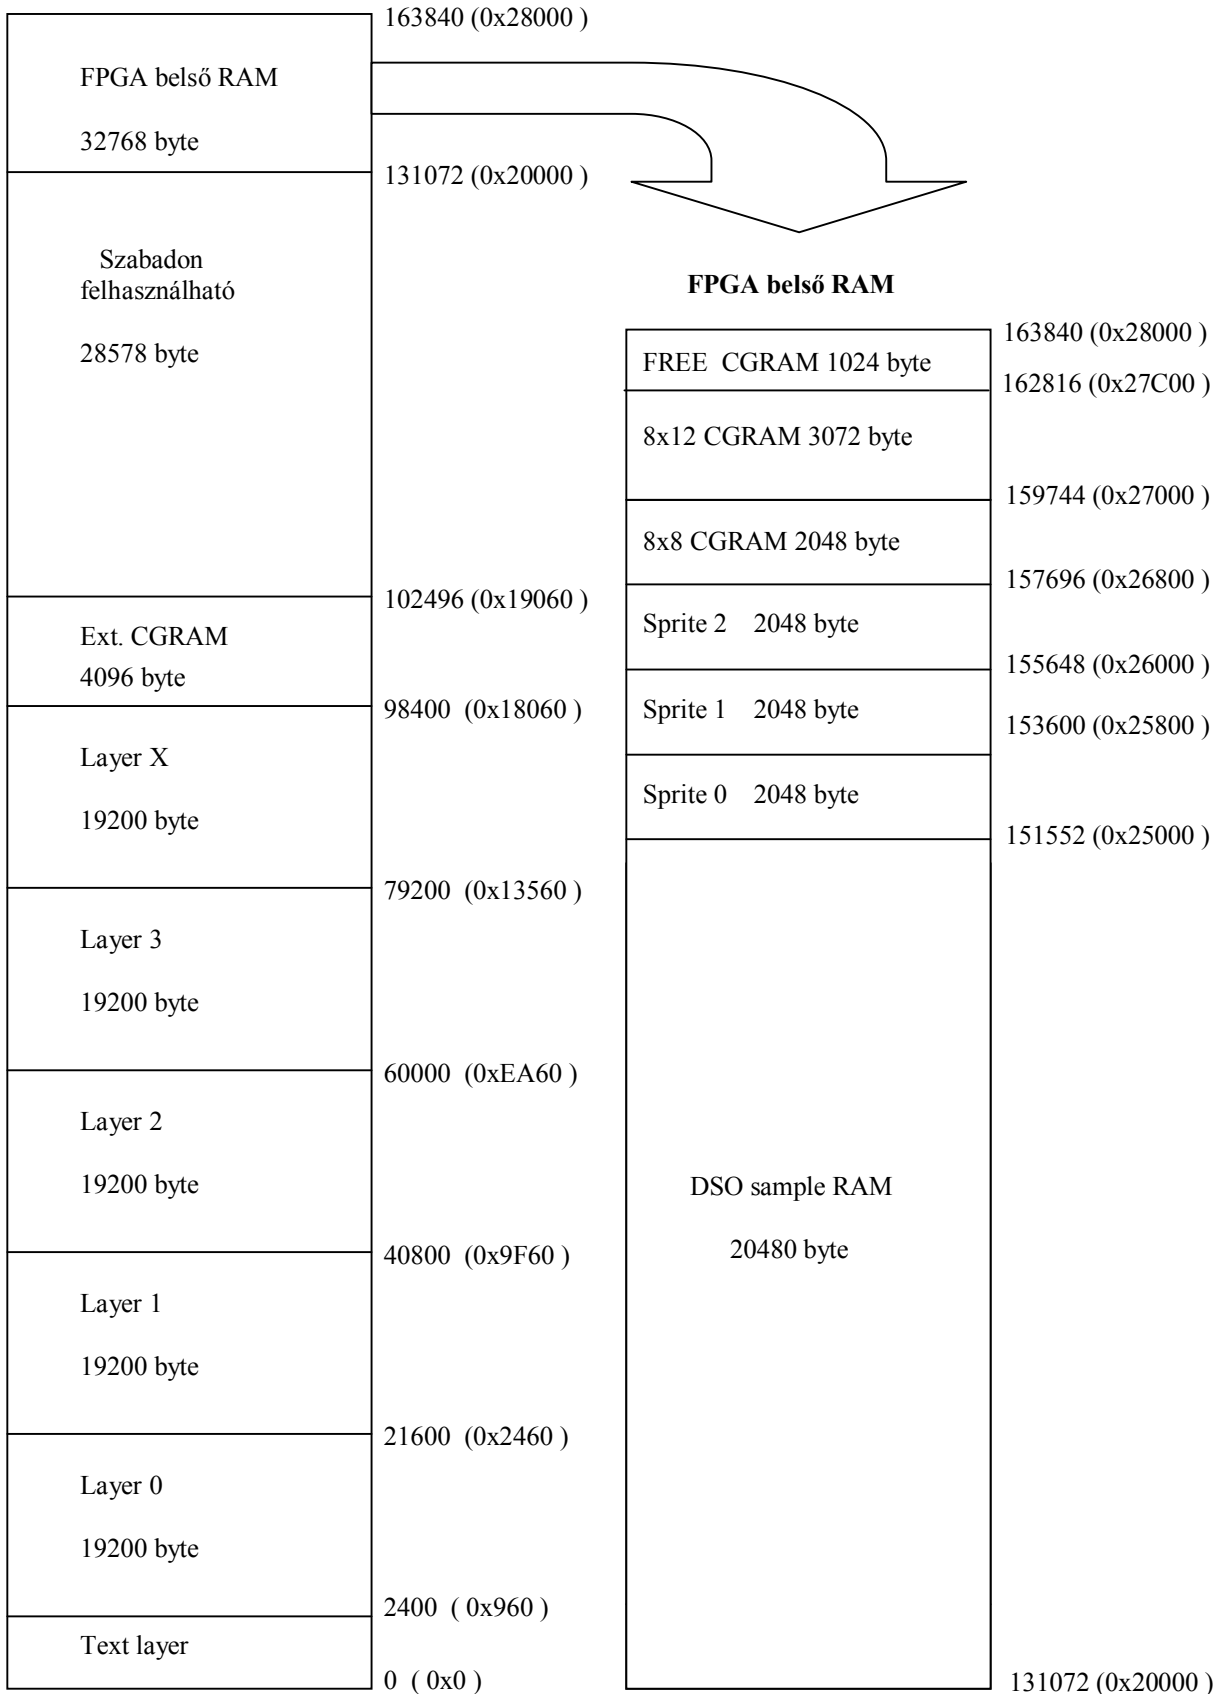 163840 (0x28000 )
FPGA belső RAM
32768 byte
131072 (0x20000 )
Szabadon
felhasználható
28578 byte
102496 (0x19060 )
Ext. CGRAM
4096 byte
98400 (0x18060 )
Layer X
19200 byte
79200 (0x13560 )
Layer 3
19200 byte
60000 (0xEA60 )
Layer 2
19200 byte
40800 (0x9F60 )
Layer 1
19200 byte
21600 (0x2460 )
Layer 0
19200 byte
2400 ( 0x960 )
Text layer
0 ( 0x0 )
FPGA belső RAM
163840 (0x28000 )
FREE CGRAM 1024 byte
162816 (0x27C00 )
8x12 CGRAM 3072 byte
159744 (0x27000 )
8x8 CGRAM 2048 byte
157696 (0x26800 )
Sprite 2 2048 byte
155648 (0x26000 )
Sprite 1 2048 byte
153600 (0x25800 )
Sprite 0 2048 byte
151552 (0x25000 )
DSO sample RAM
20480 byte
131072 (0x20000 )